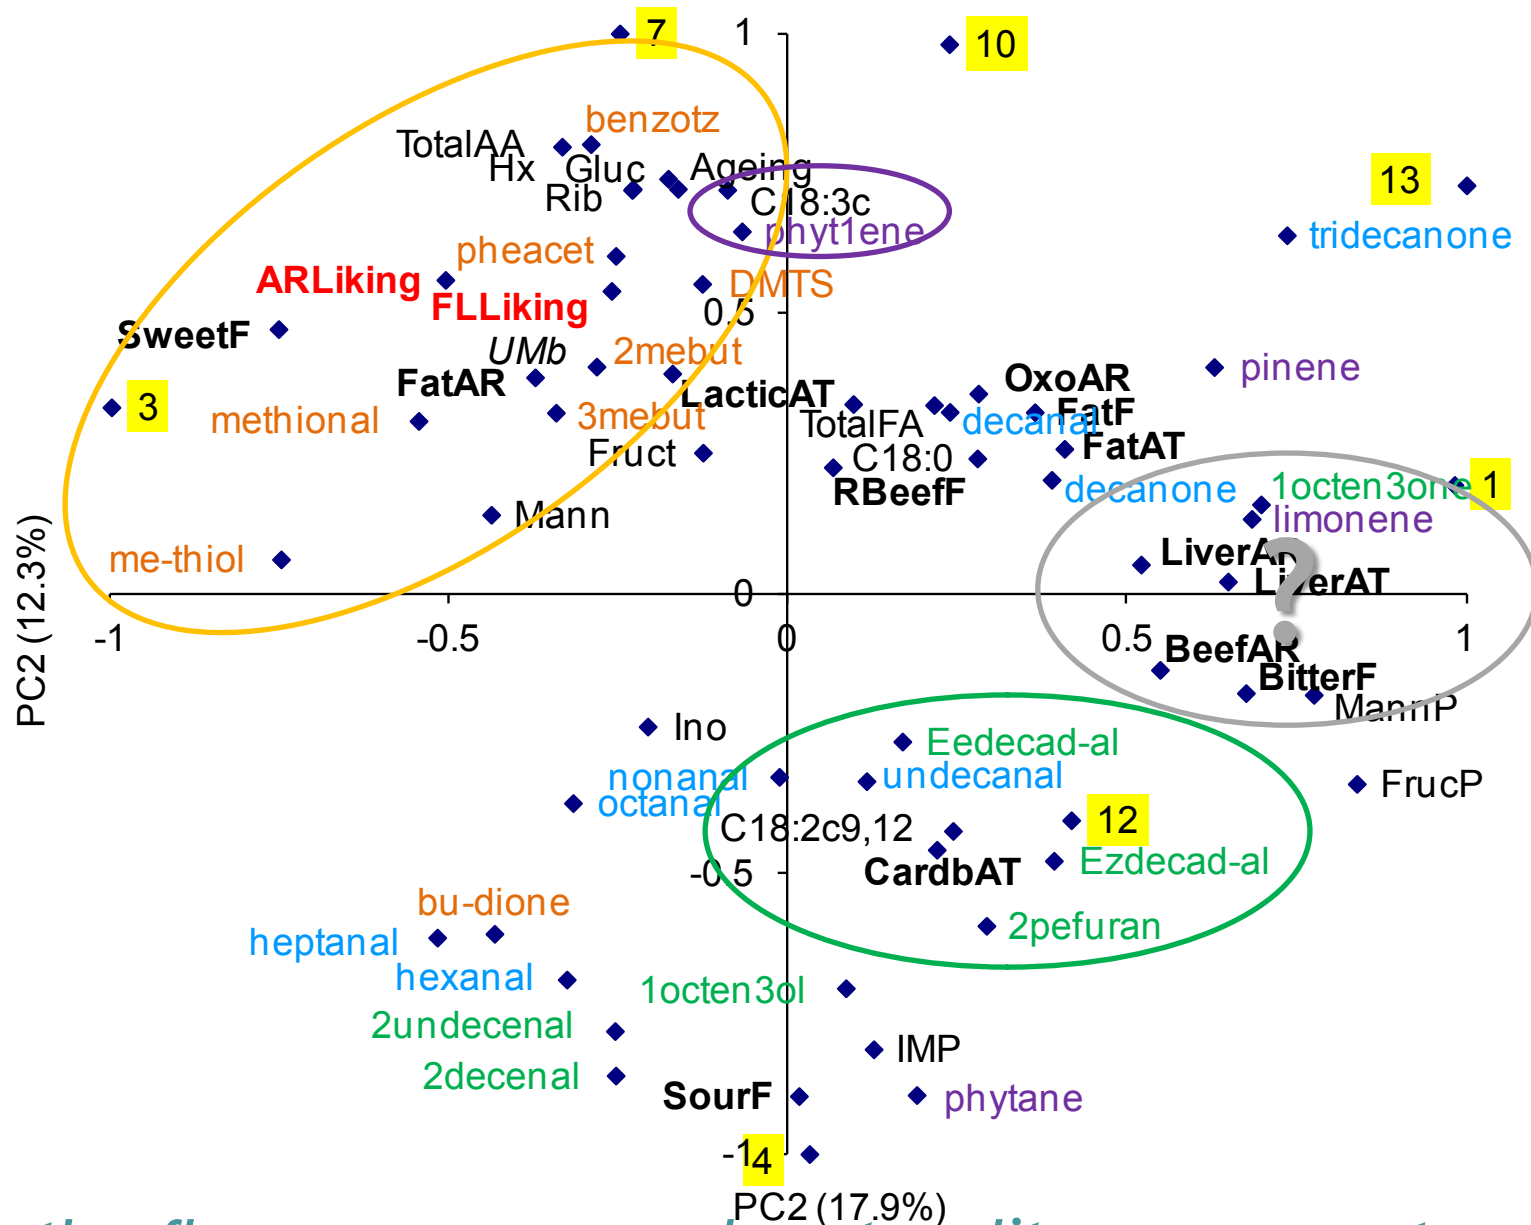 7
1
10
benzotz
TotalAA
Hx
Gluc
Ageing
13
Rib
C18:3c
phyt1ene
tridecanone
pheacet
ARLiking
DMTS
FLLiking
0.5
SweetF
UMb
2mebut
pinene
FatAR
LacticAT
OxoAR
3
methional
3mebut
TotalFA
decanal
FatF
Fruct
C18:0
FatAT
RBeefF
decanone
1octen3one
1
Mann
limonene
me-thiol
LiverAR
?
LiverAT
0
-1
-0.5
0
0.5
1
BeefAR
BitterF
MannP
PC2 (12.3%)
Ino
Eedecad-al
nonanal
undecanal
FrucP
octanal
C18:2c9,12
12
-0.5
CardbAT
Ezdecad-al
bu-dione
2pefuran
heptanal
hexanal
1octen3ol
2undecenal
IMP
2decenal
SourF
phytane
-1
4
PC2 (17.9%)